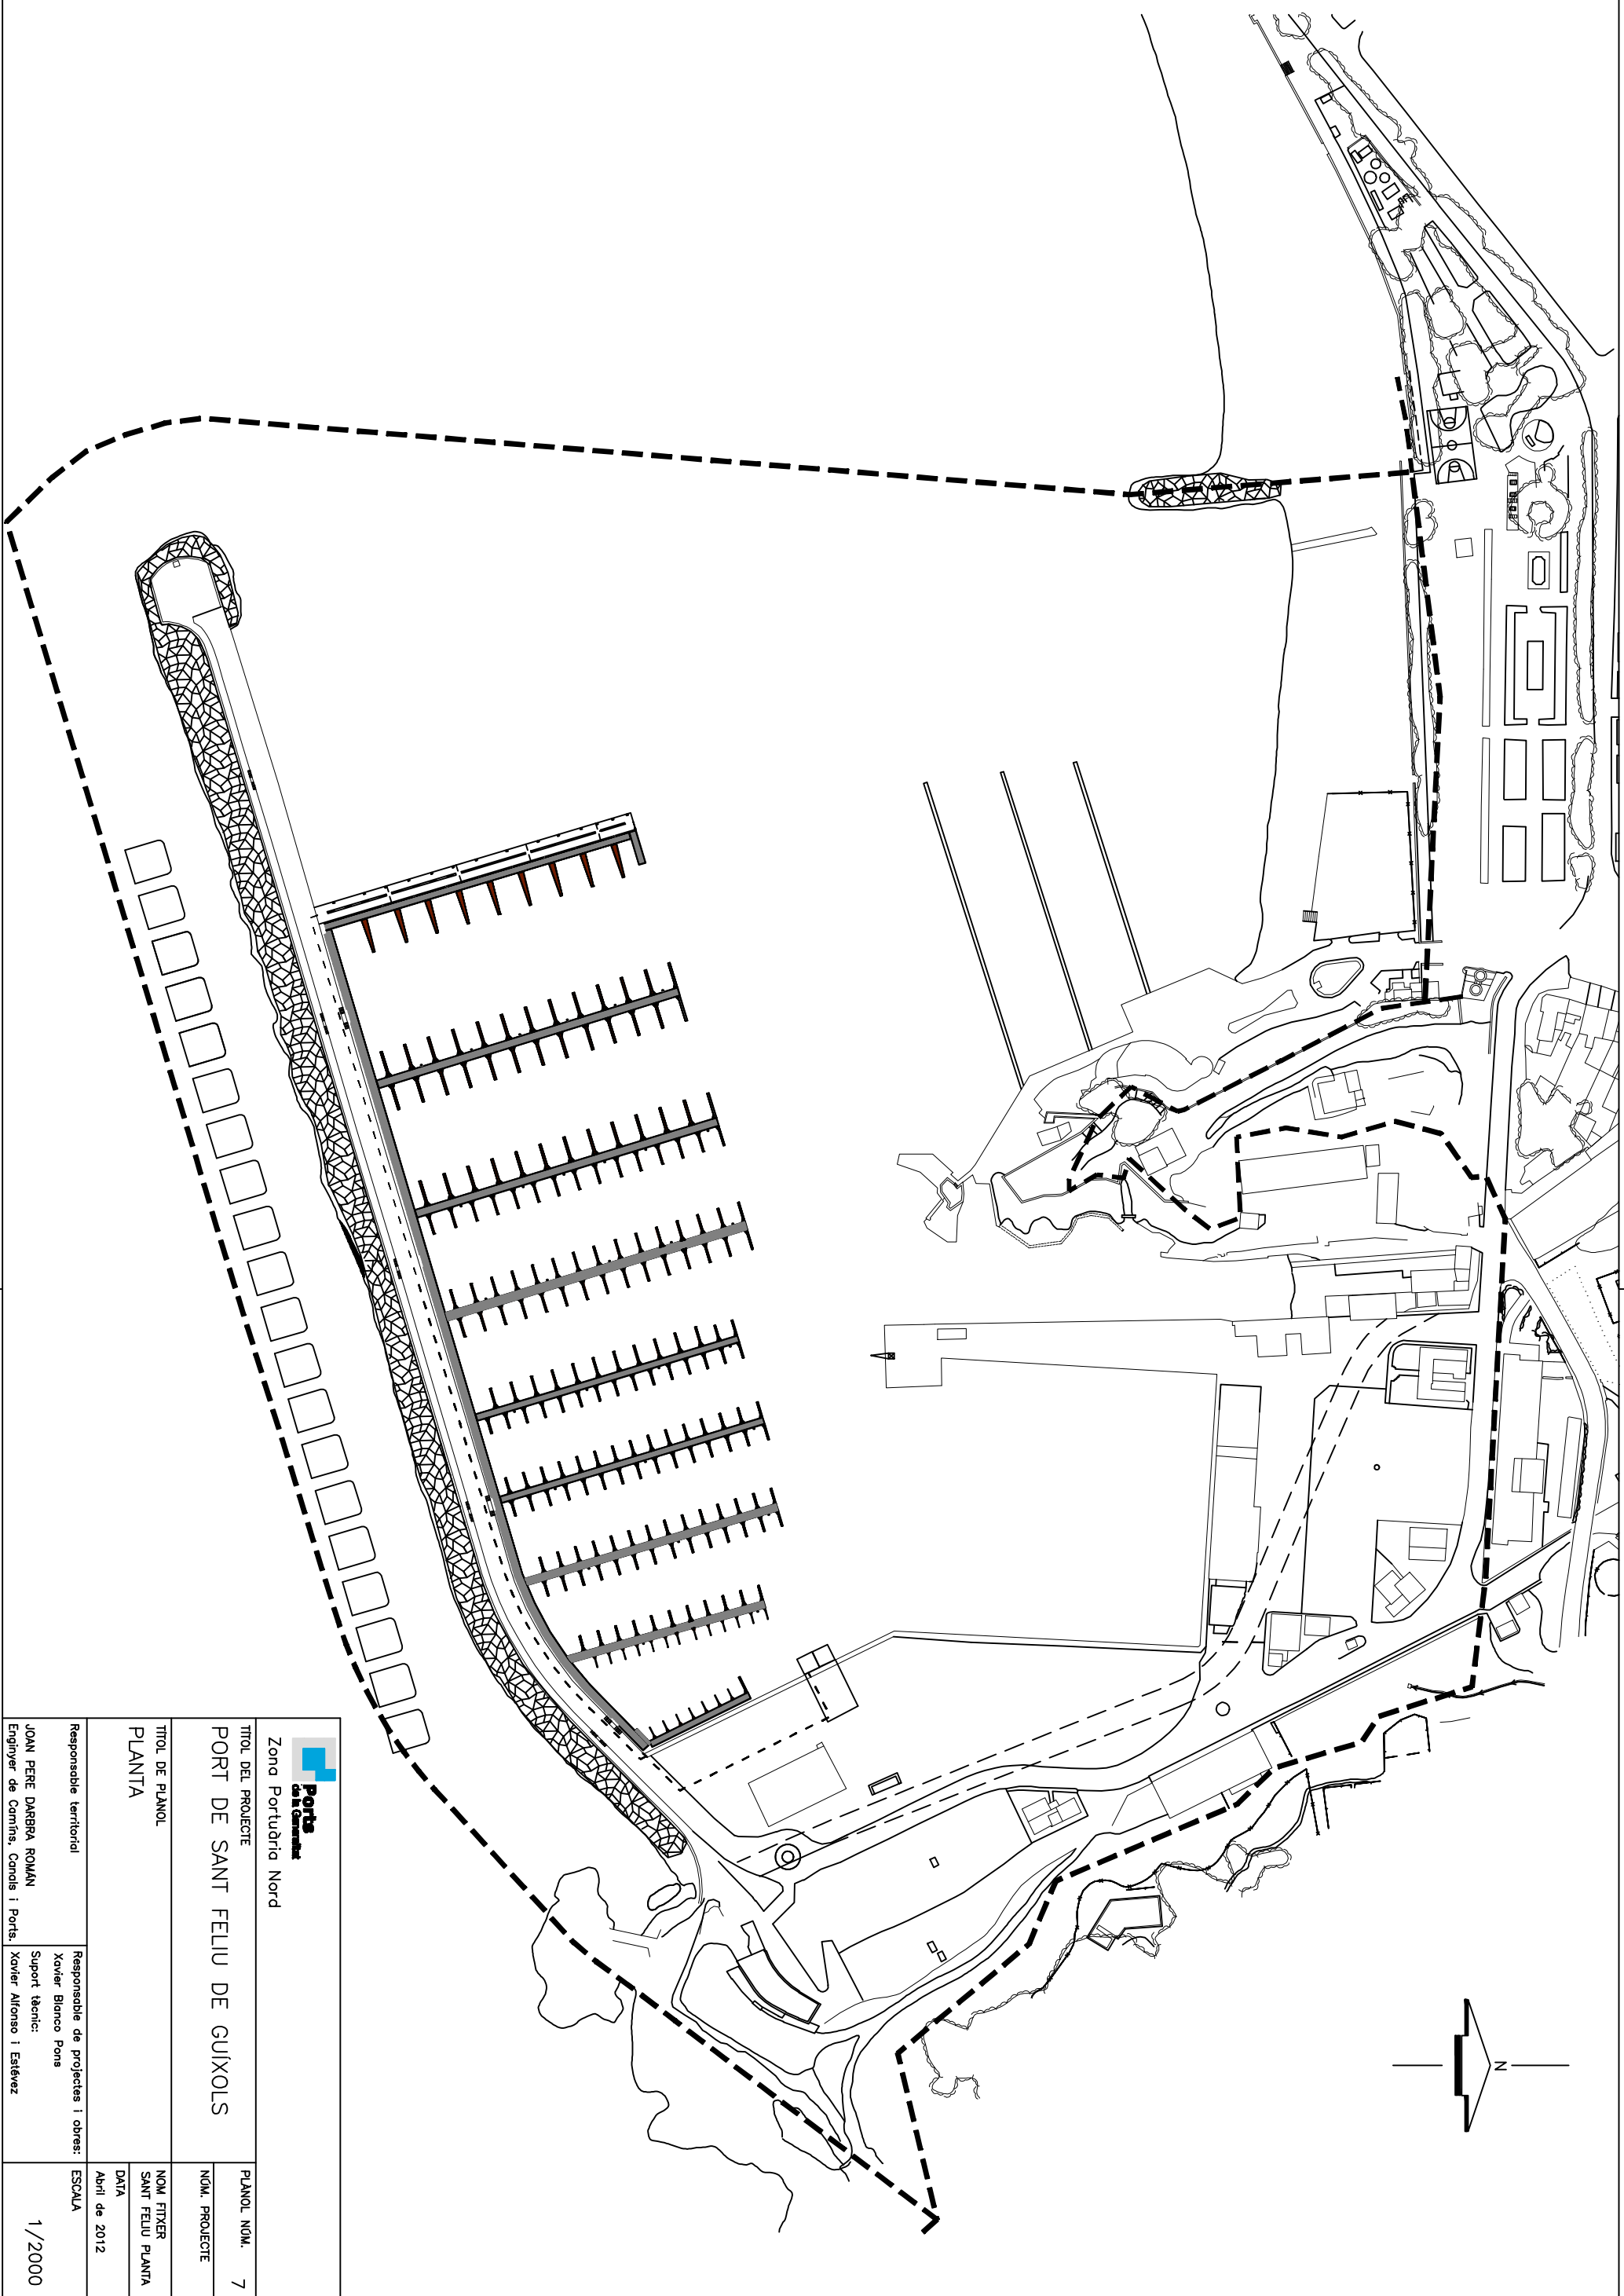 N
Ports
de la Generalitat
Zona Portuària Nord
TÍTOL DEL PROJECTE
PORT DE SANT FELIU DE GUÍXOLS
PLÀNOL NÚM.
7
NÚM. PROJECTE
TÍTOL DE PLÀNOL
PLANTA
NOM FITXER
SANT FELIU PLANTA
DATA
Abril de 2012
Responsable territorial
JOAN PERE DARBRA ROMÁN
Enginyer de Camins, Canals i Ports.
Responsable de projectes i obres:
Xavier Blanco Pons
Suport tècnic:
Xavier Alfonso i Estévez
ESCALA
1/2000